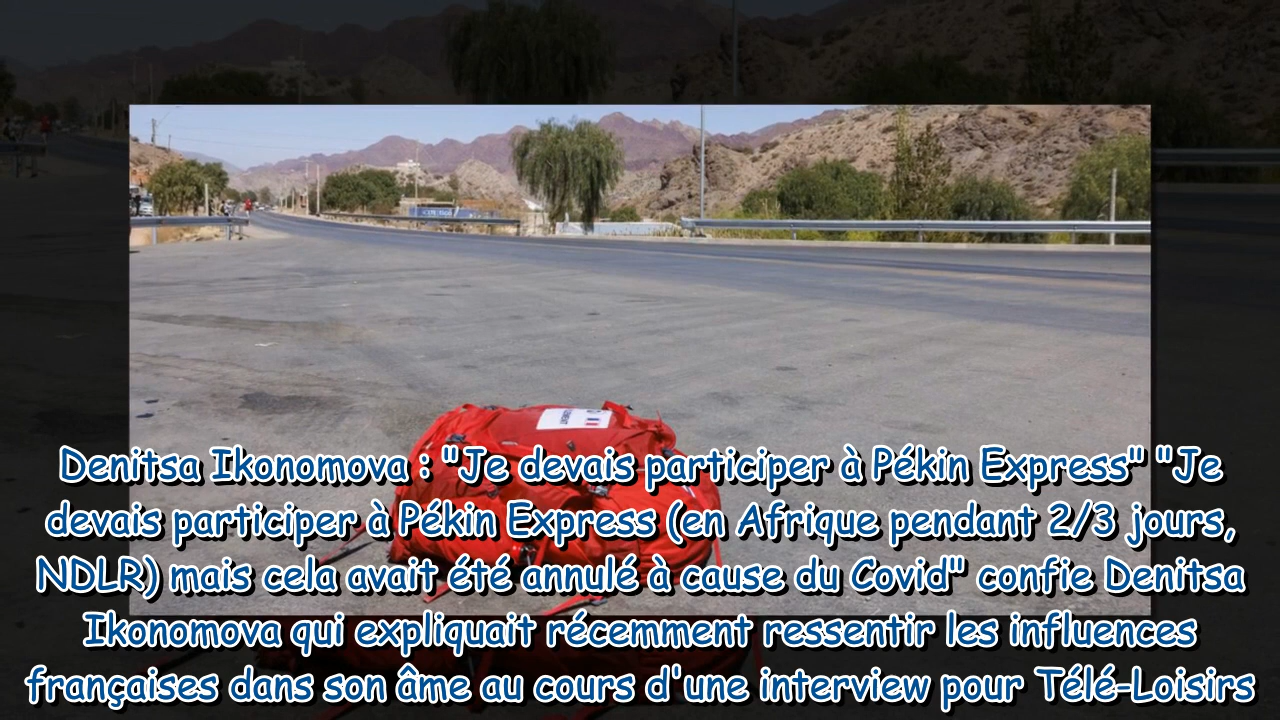 Denitsa Ikonomova : "Je devais participer à Pékin Express" "Je
devais participer à Pékin Express (en Afrique pendant 2/3 jours,
NDLR) mais cela avait été annulé à cause du Covid" confie Denitsa
Ikonomova qui expliquait récemment ressentir les influences
françaises dans son âme au cours d'une interview pour Télé-Loisirs